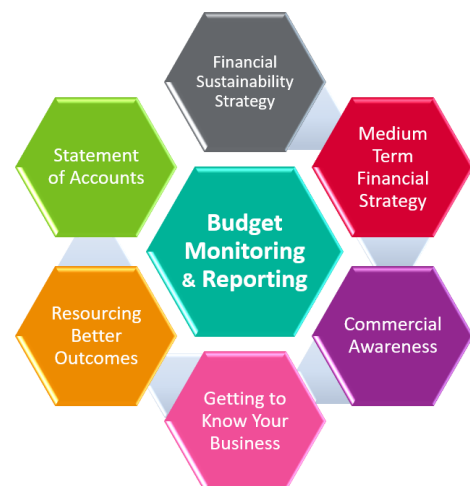 Financial
Sustainability
Strategy
Medium
Term
Financial
Strategy
Commercial
Awareness
Getting to
Know Your
Business
Resourcing
Better
Outcomes
Statement
of Accounts
Budget
Monitoring
& Reporting